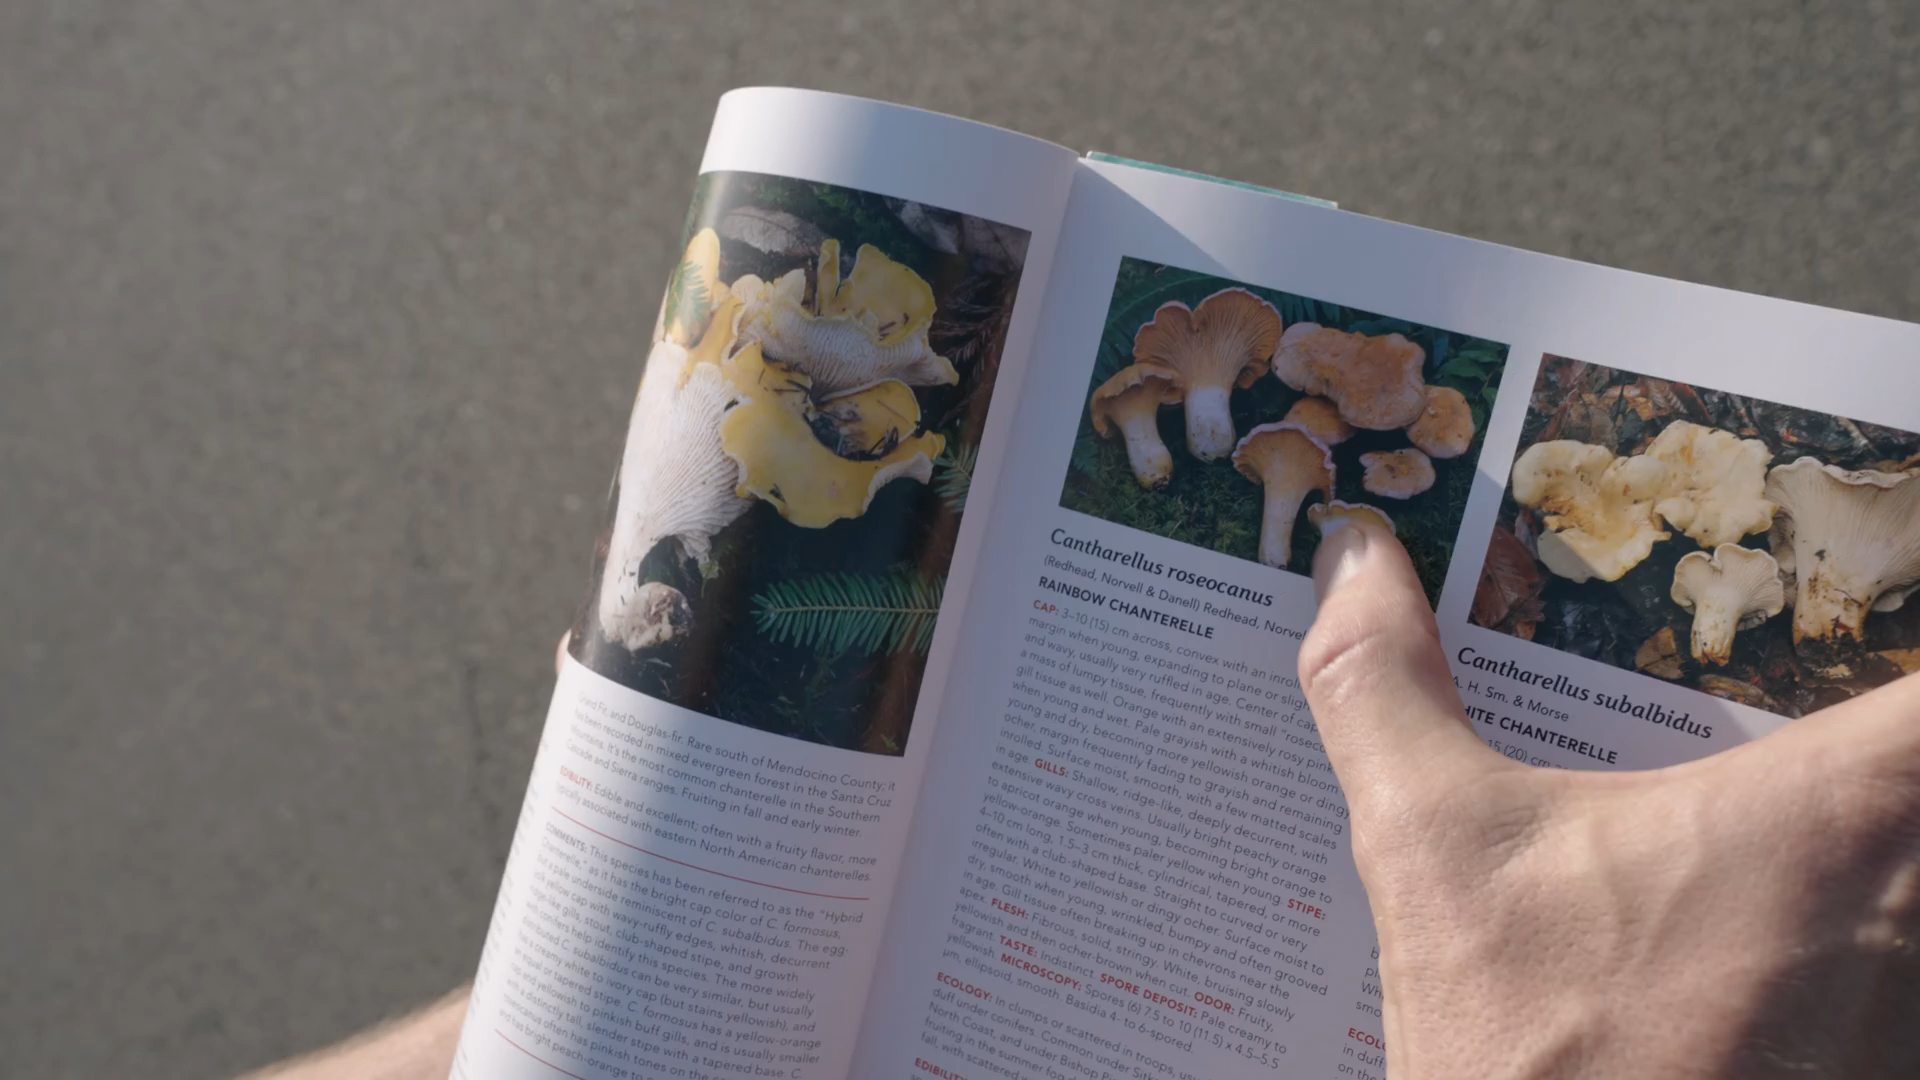 Grand Fir, and Douglas-fir. Rare south of Mendocino County; it
has been recorded in mixed evergreen forest in the Santa Cruz
Mountains. It's the most common chanterelle in the Southern
Cascade and Sierra ranges. Fruiting in fall and early winter.
EDIBILITY: Edible and excellent; often with a fruity flavor, more
typically associated with eastern North American chanterelles.
COMMENTS: This species has been referred to as the "Hybrid
Chanterelle," as it has the bright cap color of C. formosus,
but a pale underside reminiscent of C. subalbidus. The egg-
yolk yellow cap with wavy-ruffly edges, whitish, decurrent
ridge-like gills, stout, club-shaped stipe, and growth
with conifers help identify this species. The more widely
distributed C. subalbidus can be very similar, but usually
has a creamy white to ivory cap (but stains yellowish), and
an equal or tapered stipe. C. formosus has a yellow-orange
cap and yellowish to pinkish buff gills, and is usually smaller
with a distinctly tall, slender stipe with a tapered base. C.
roseocanus often has pinkish tones on the
and has bright peach-orange to
Cantharellus roseocanus
(Redhead, Norvell & Danell) Redhead, Norvel
RAINBOW CHANTERELLE
CAP: 3–10 (15) cm across, convex with an inroll
margin when young, expanding to plane or sligh
and wavy, usually very ruffled in age. Center of cap
a mass of lumpy tissue, frequently with small "roseco
gill tissue as well. Orange with an extensively rosy pink
when young and wet. Pale grayish with a whitish bloom
young and dry, becoming more yellowish orange or dingy
ocher, margin frequently fading to grayish and remaining
inrolled. Surface moist, smooth, with a few matted scales
in age. GILLS: Shallow, ridge-like, deeply decurrent, with
extensive wavy cross veins. Usually bright peachy orange
to apricot orange when young, becoming bright orange to
yellow-orange. Sometimes paler yellow when young. STIPE:
4–10 cm long, 1.5–3 cm thick, cylindrical, tapered, or more
often with a club-shaped base. Straight to curved or very
irregular. White to yellowish or dingy ocher. Surface moist to
dry, smooth when young, wrinkled, bumpy and often grooved
in age. Gill tissue often breaking up in chevrons near the
apex. FLESH: Fibrous, solid, stringy. White, bruising slowly
yellowish and then ocher-brown when cut. ODOR: Fruity,
fragrant. TASTE: Indistinct. SPORE DEPOSIT: Pale creamy to
yellowish. MICROSCOPY: Spores (6) 7.5 to 10 (11.5) x 4.5–5.5
µm, ellipsoid, smooth. Basidia 4- to 6-spored.
ECOLOGY: In clumps or scattered in troops, usu
duff under conifers. Common under Sitk
North Coast, and under Bishop Pi
fruiting in the summer fog
fall, with scattered
EDIBILITY
Cantharellus subalbidus
A. H. Sm. & Morse
HITE CHANTERELLE
15 (20) cm
smo
ECOL
in duff
on the